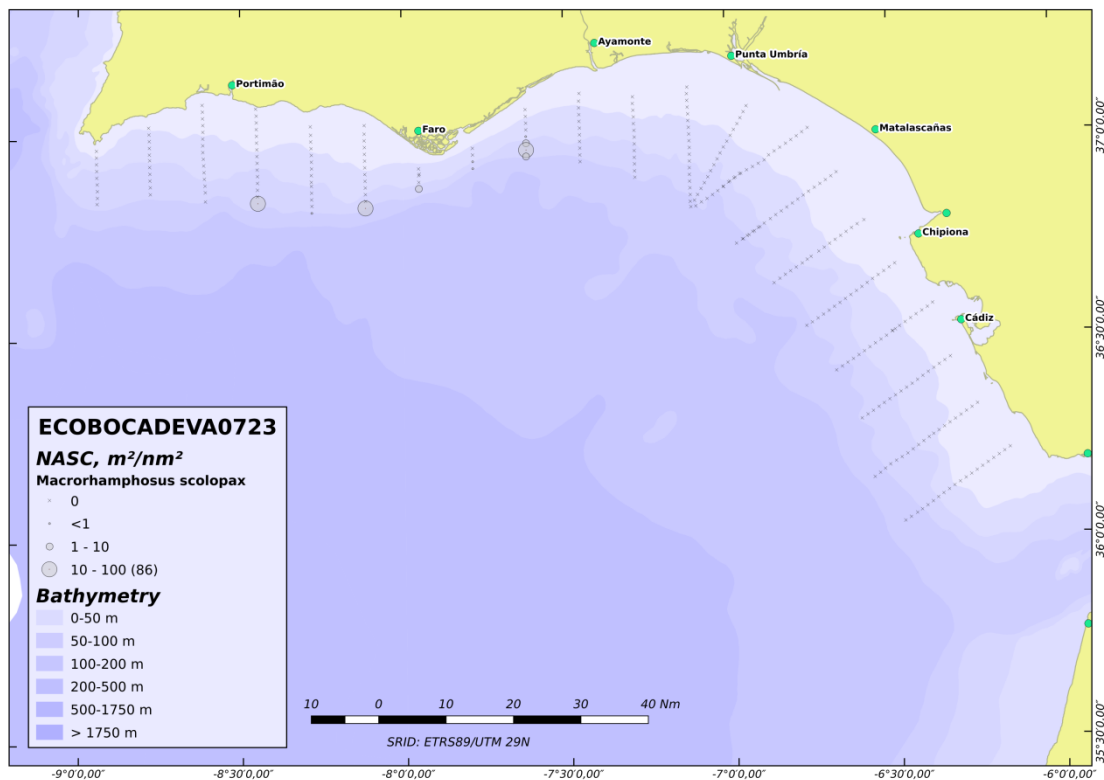 Ayamonte
Punta Umbría
Portimão
Faro
Matalascañas
Chipiona
Cádiz
37°0'0,00"
36°30'0,00"
36°0'0,00"
35°30'0,00"
ECOBOCADEVA0723
NASC, m²/nm²
Macrorhamphosus scolopax
0
<1
1 - 10
10 - 100 (86)
Bathymetry
0-50 m
50-100 m
100-200 m
200-500 m
500-1750 m
> 1750 m
10 0 10 20 30 40 Nm
SRID: ETRS89/UTM 29N
-9°0'0,00" -8°30'0,00" -8°0'0,00" -7°30'0,00" -7°0'0,00" -6°30'0,00" -6°0'0,00"